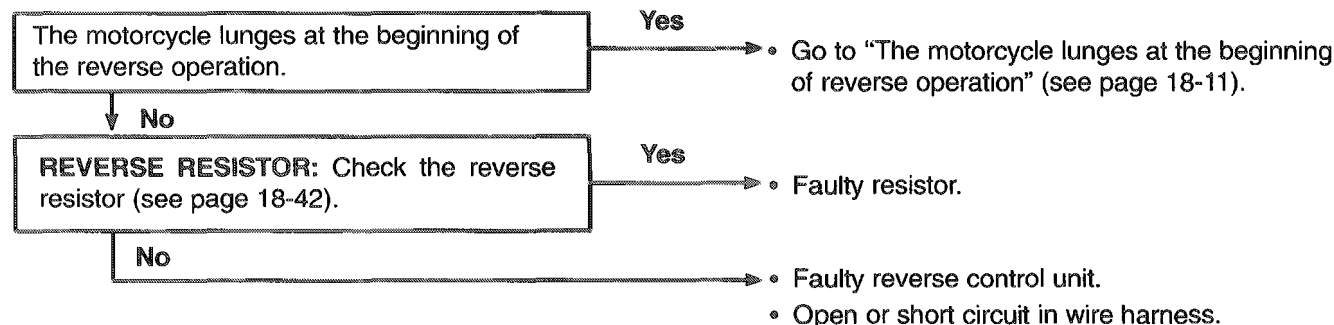 The motorcycle lunges at the beginning of
the reverse operation.
Yes
• Go to “The motorcycle lunges at the beginning
of reverse operation” (see page 18-11).
No
REVERSE RESISTOR: Check the reverse
resistor (see page 18-42).
Yes
• Faulty resistor.
No
• Faulty reverse control unit.
• Open or short circuit in wire harness.